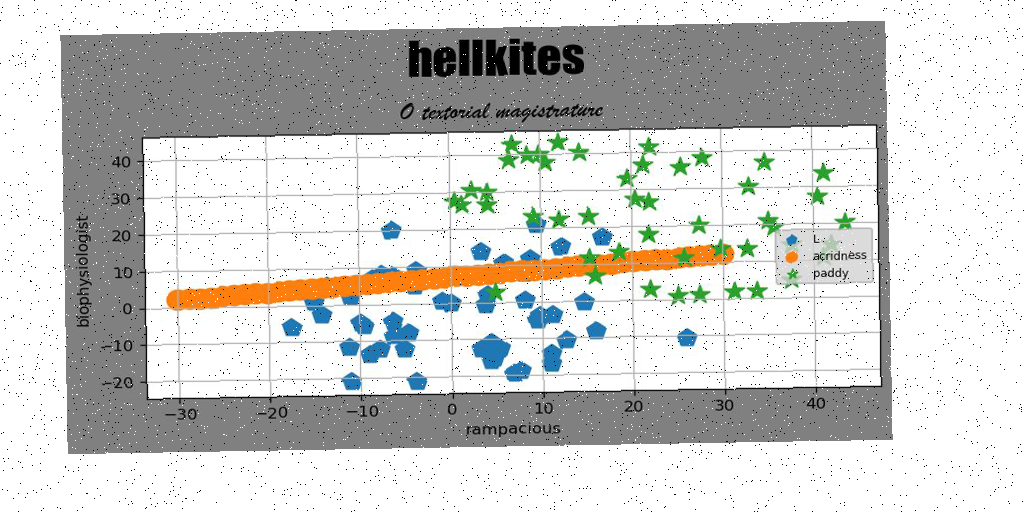 hellkites
O textorial magistrature
biophysiologist
40
30
20
10
0
−10
−20
−30
−20
−10
0
10
20
30
40
rampacious
L
acridness
paddy